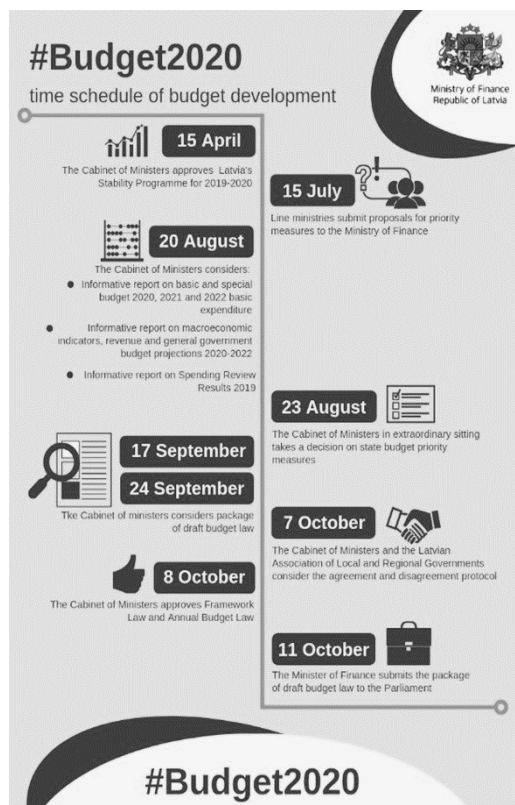 #Budget2020
time schedule of budget development
Ministry of Finance
Republic of Latvia
15 April
The Cabinet of Ministers approves Latvia's
Stability Programme for 2019-2020
15 July
Line ministries submit proposals for priority
measures to the Ministry of Finance
20 August
The Cabinet of Ministers considers:
Informative report on basic and special
budget 2020, 2021 and 2022 basic
expenditure
Informative report on macroeconomic
indicators, revenue and general government
budget projections 2020-2022
Informative report on Spending Review
Results 2019
23 August
The Cabinet of Ministers in extraordinary sitting
takes a decision on state budget priority
measures
17 September
24 September
Tke Cabinet of ministers considers package
of draft budget law
7 October
The Cabinet of Ministers and the Latvian
Association of Local and Regional Governments
consider the agreement and disagreement protocol
8 October
The Cabinet of Ministers approves Framework
Law and Annual Budget Law
11 October
The Minister of Finance submits the package
of draft budget law to the Parliament
#Budget2020